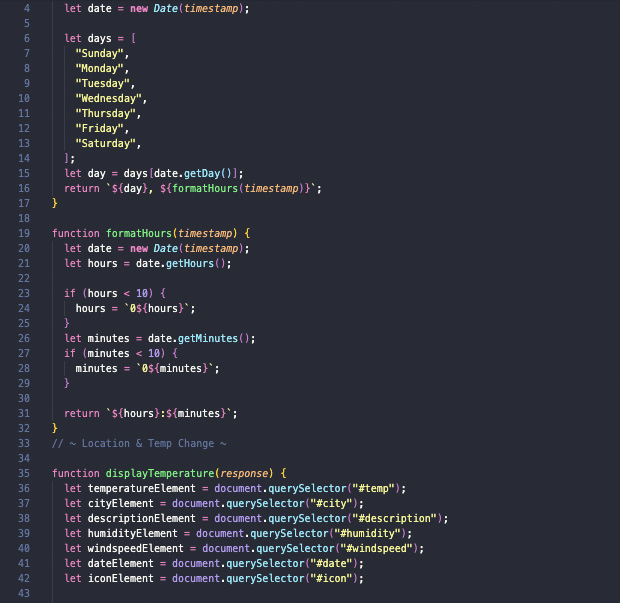 4 let date = new Date(timestamp);
5
6 let days = [
7 "Sunday",
8 "Monday",
9 "Tuesday",
10 "Wednesday",
11 "Thursday",
12 "Friday",
13 "Saturday",
14 ];
15 let day = days[date.getDay()];
16 return `${day}, ${formatHours(timestamp)}`;
17 }
18
19 function formatHours(timestamp) {
20 let date = new Date(timestamp);
21 let hours = date.getHours();
22
23 if (hours < 10) {
24 hours = `0${hours}`;
25 }
26 let minutes = date.getMinutes();
27 if (minutes < 10) {
28 minutes = `0${minutes}`;
29 }
30
31 return `${hours}:${minutes}`;
32 }
33 // ~ Location & Temp Change ~
34
35 function displayTemperature(response) {
36 let temperatureElement = document.querySelector("#temp");
37 let cityElement = document.querySelector("#city");
38 let descriptionElement = document.querySelector("#description");
39 let humidityElement = document.querySelector("#humidity");
40 let windspeedElement = document.querySelector("#windspeed");
41 let dateElement = document.querySelector("#date");
42 let iconElement = document.querySelector("#icon");
43